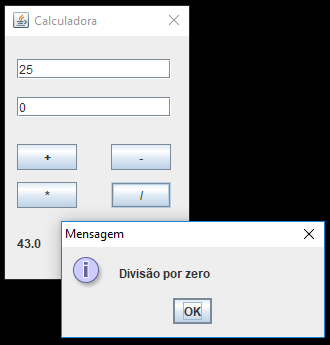 Calculadora
25
0
+ -
* /
43.0
Mensagem
Divisão por zero
OK